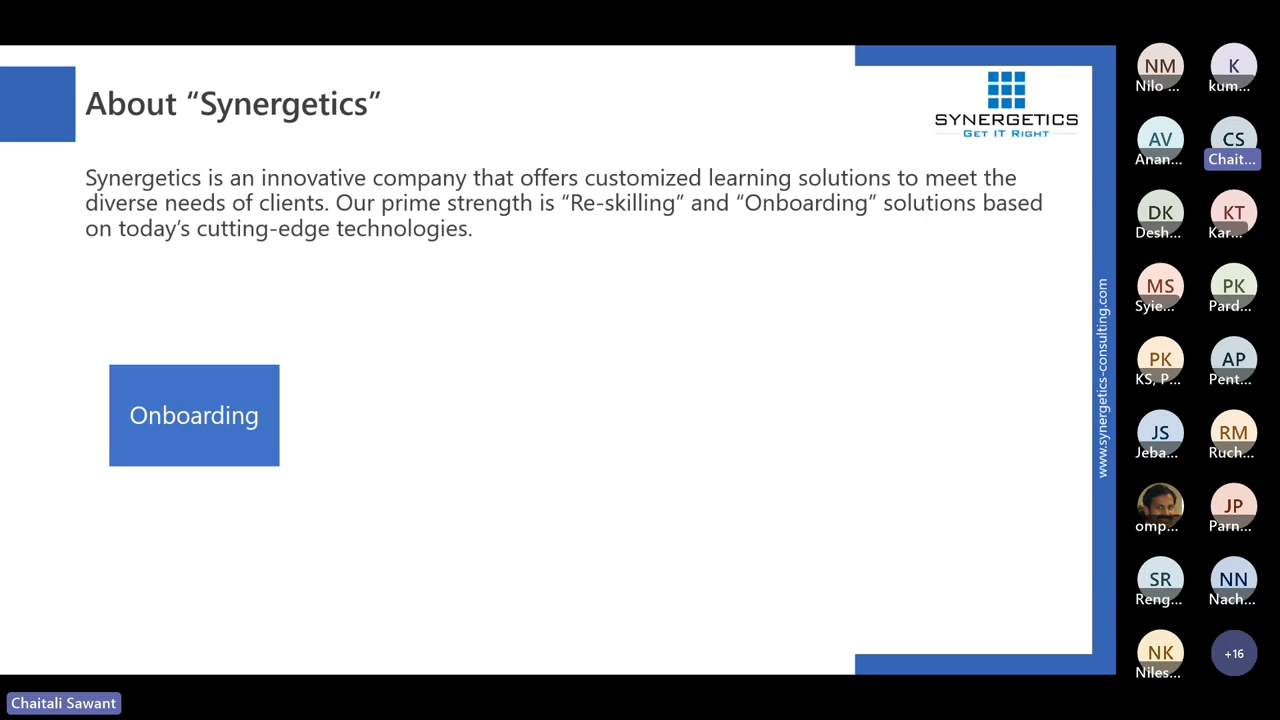 About “Synergetics”
SYNERGETICS
GET IT RIGHT
Synergetics is an innovative company that offers customized learning solutions to meet the
diverse needs of clients. Our prime strength is “Re-skilling” and “Onboarding” solutions based
on today’s cutting-edge technologies.
Onboarding
www.synergetics-consulting.com
NM
Nilo ...
K
kum...
AV
Anan...
CS
Chait...
DK
Desh...
KT
Kar...
MS
Syie...
PK
Pard...
PK
KS, P...
AP
Pent...
JS
Jeba...
RM
Ruch...
omp...
JP
Parn...
SR
Reng...
NN
Nach...
NK
Niles...
+16
Chaitali Sawant